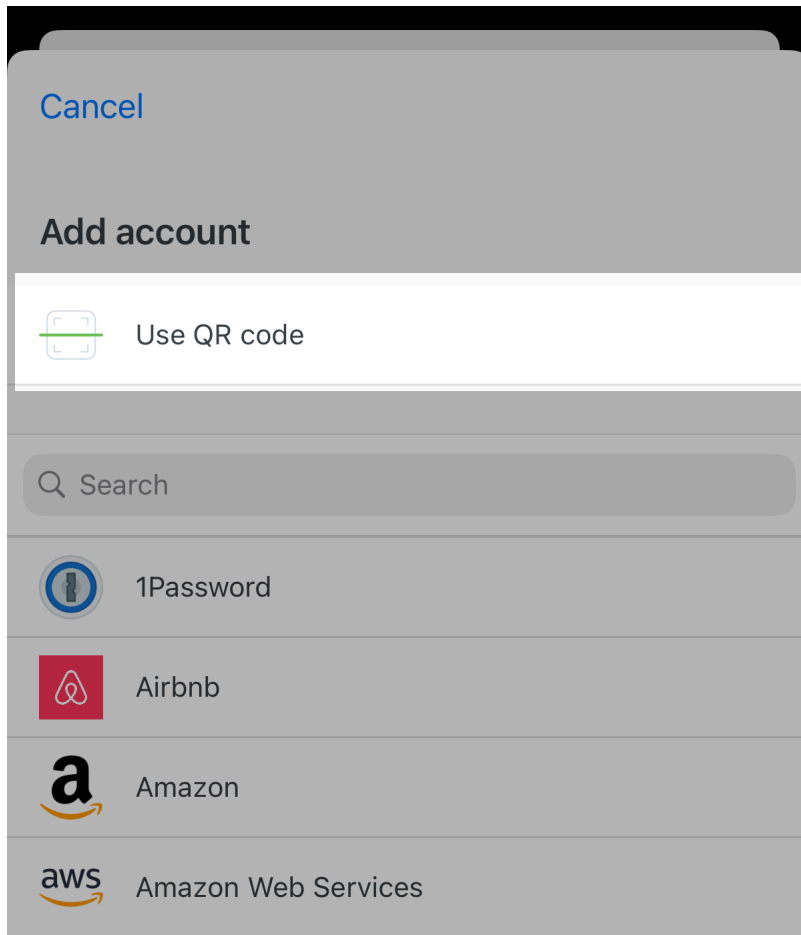 Cancel
Add account
Use QR code
Search
1Password
Airbnb
a
Amazon
aws
Amazon Web Services